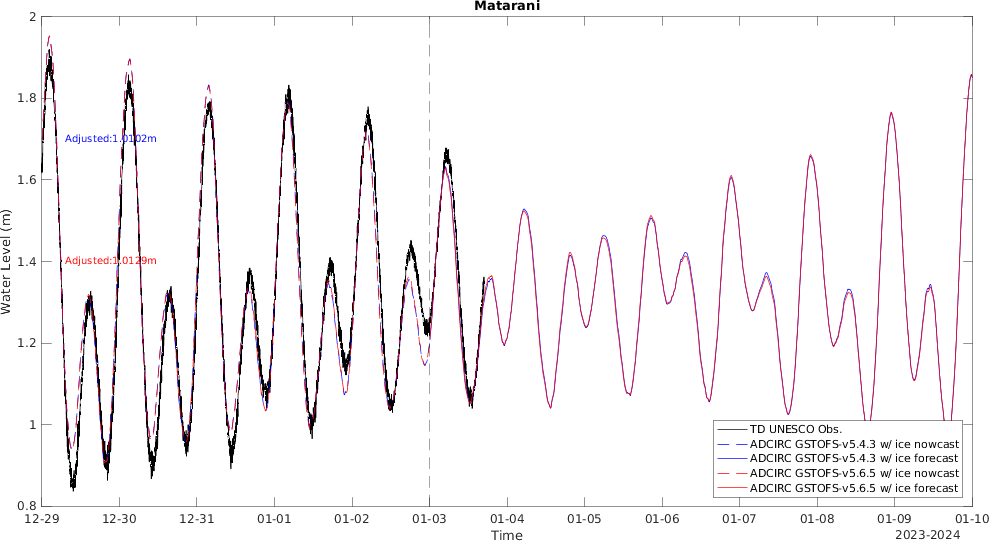 Matarani
2
1.8
1.6
1.4
1.2
1
0.8
Water Level (m)
Adjusted:1.0102m
Adjusted:1.0129m
TD UNESCO Obs.
ADCIRC GSTOFS-v5.4.3 w/ ice nowcast
ADCIRC GSTOFS-v5.4.3 w/ ice forecast
ADCIRC GSTOFS-v5.6.5 w/ ice nowcast
ADCIRC GSTOFS-v5.6.5 w/ ice forecast
12-29 12-30 12-31 01-01 01-02 01-03 01-04 01-05 01-06 01-07 01-08 01-09 01-10
Time
2023-2024